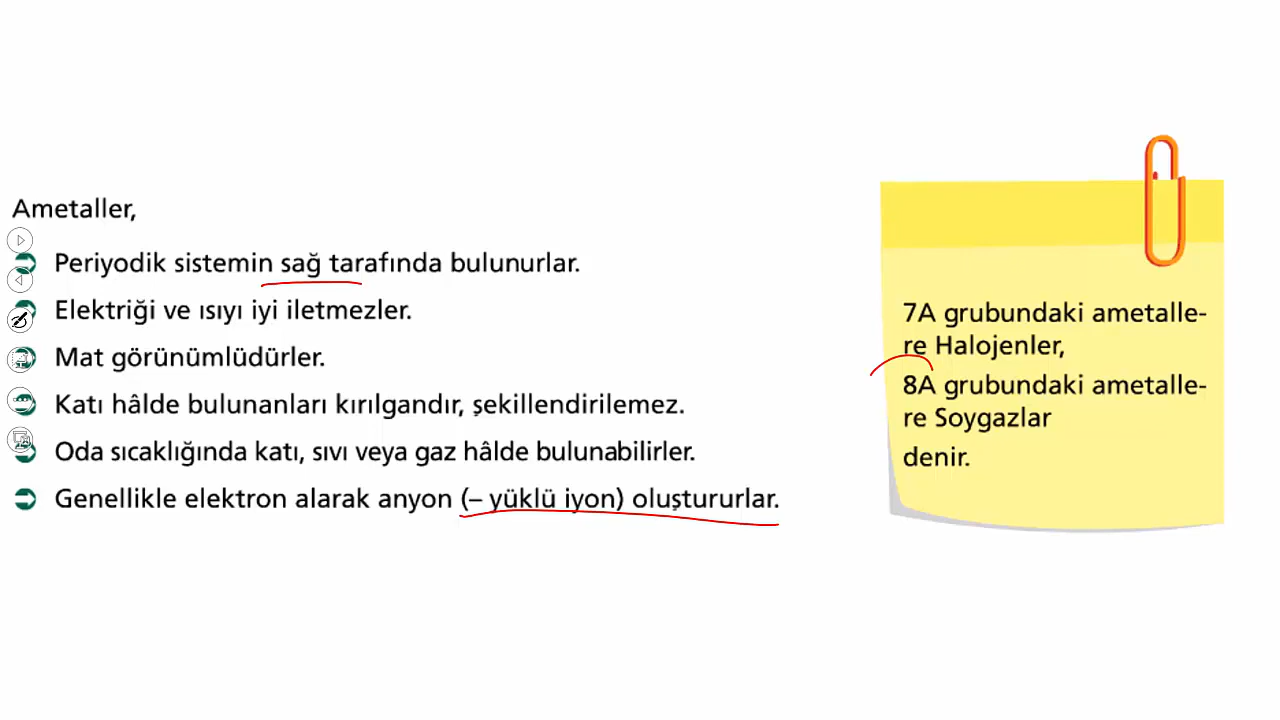 Ametaller,
Periyodik sistemin sağ tarafında bulunurlar.
Elektriği ve ısıyı iyi iletmezler.
Mat görünümlüdürler.
Katı hâlde bulunanları kırılgandır, şekillendirilemez.
Oda sıcaklığında katı, sıvı veya gaz hâlde bulunabilirler.
Genellikle elektron alarak anyon (– yüklü iyon) oluştururlar.
7A grubundaki ametalle-
re Halojenler,
8A grubundaki ametalle-
re Soygazlar
denir.